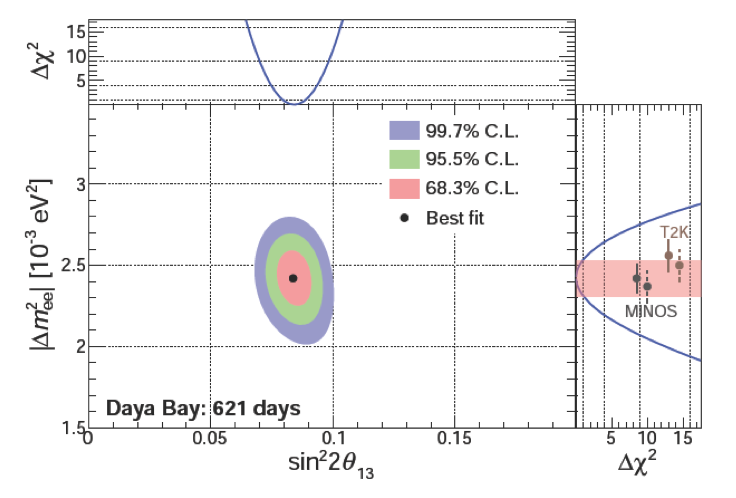 Δχ²
15
10
5
99.7% C.L.
95.5% C.L.
68.3% C.L.
Best fit
|Δm²ee| [10⁻³ eV²]
3
2.5
2
1.5
Daya Bay: 621 days
0
0.05
0.1
0.15
sin²2θ₁₃
T2K
MINOS
5
10
15
Δχ²